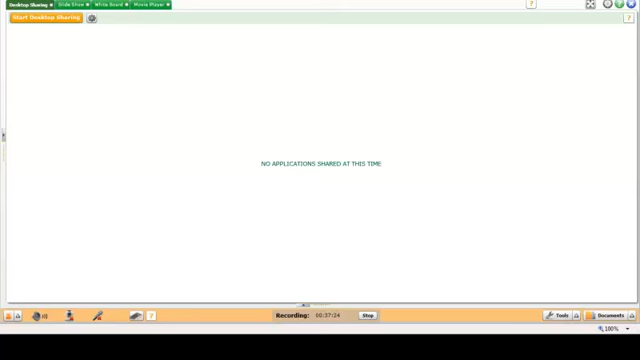 Desktop Sharing Slide Show White Board Movie Player ? ?
Start Desktop Sharing ?
NO APPLICATIONS SHARED AT THIS TIME
? Recording: 00:37:24 Stop Tools Documents
100%